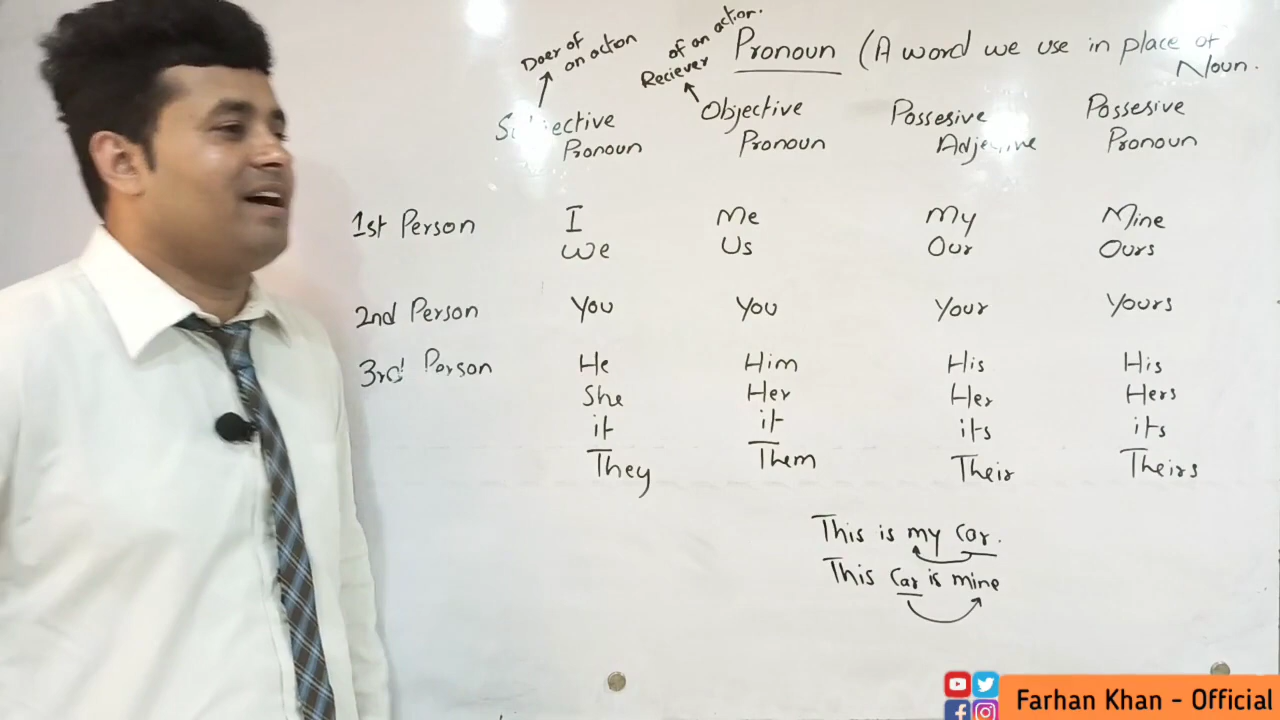 Doer of
an action
Reciever
of an action.
Pronoun (A word we use in place of
Noun.
Subjective
Pronoun
Objective
Pronoun
Possesive
Adjective
Possesive
Pronoun
1st Person I Me My Mine
We Us Our Ours
2nd Person You You Your Yours
3rd Person He Him His His
She Her Her Hers
it it its its
They Them Their Theirs
This is my car.
This car is mine
Farhan Khan - Official